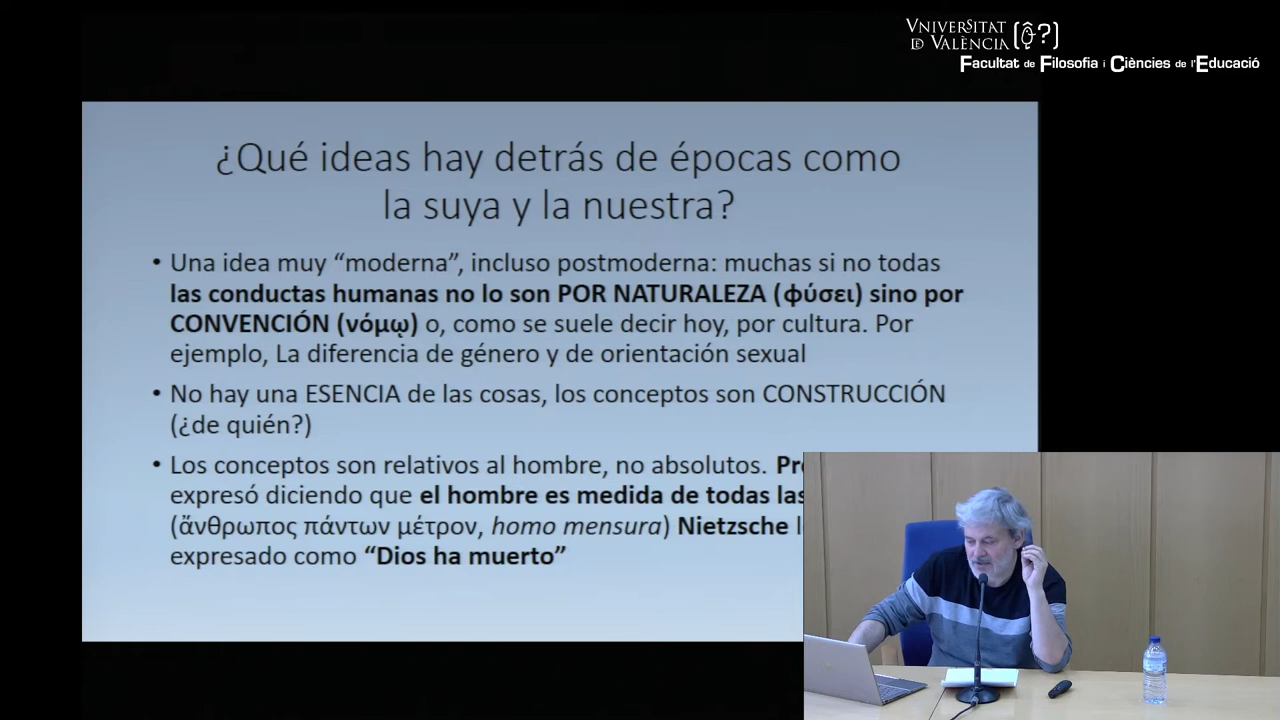 VNIVERSITAT
DE VALÈNCIA
Facultat de Filosofia i Ciències de l'Educació
¿Qué ideas hay detrás de épocas como
la suya y la nuestra?
• Una idea muy “moderna”, incluso postmoderna: muchas si no todas
las conductas humanas no lo son POR NATURALEZA (φύσει) sino por
CONVENCIÓN (νόμῳ) o, como se suele decir hoy, por cultura. Por
ejemplo, La diferencia de género y de orientación sexual
• No hay una ESENCIA de las cosas, los conceptos son CONSTRUCCIÓN
(¿de quién?)
• Los conceptos son relativos al hombre, no absolutos.
expresó diciendo que el hombre es medida de todas las
(ἄνθρωπος πάντων μέτρον, homo mensura) Nietzsche
expresado como “Dios ha muerto”